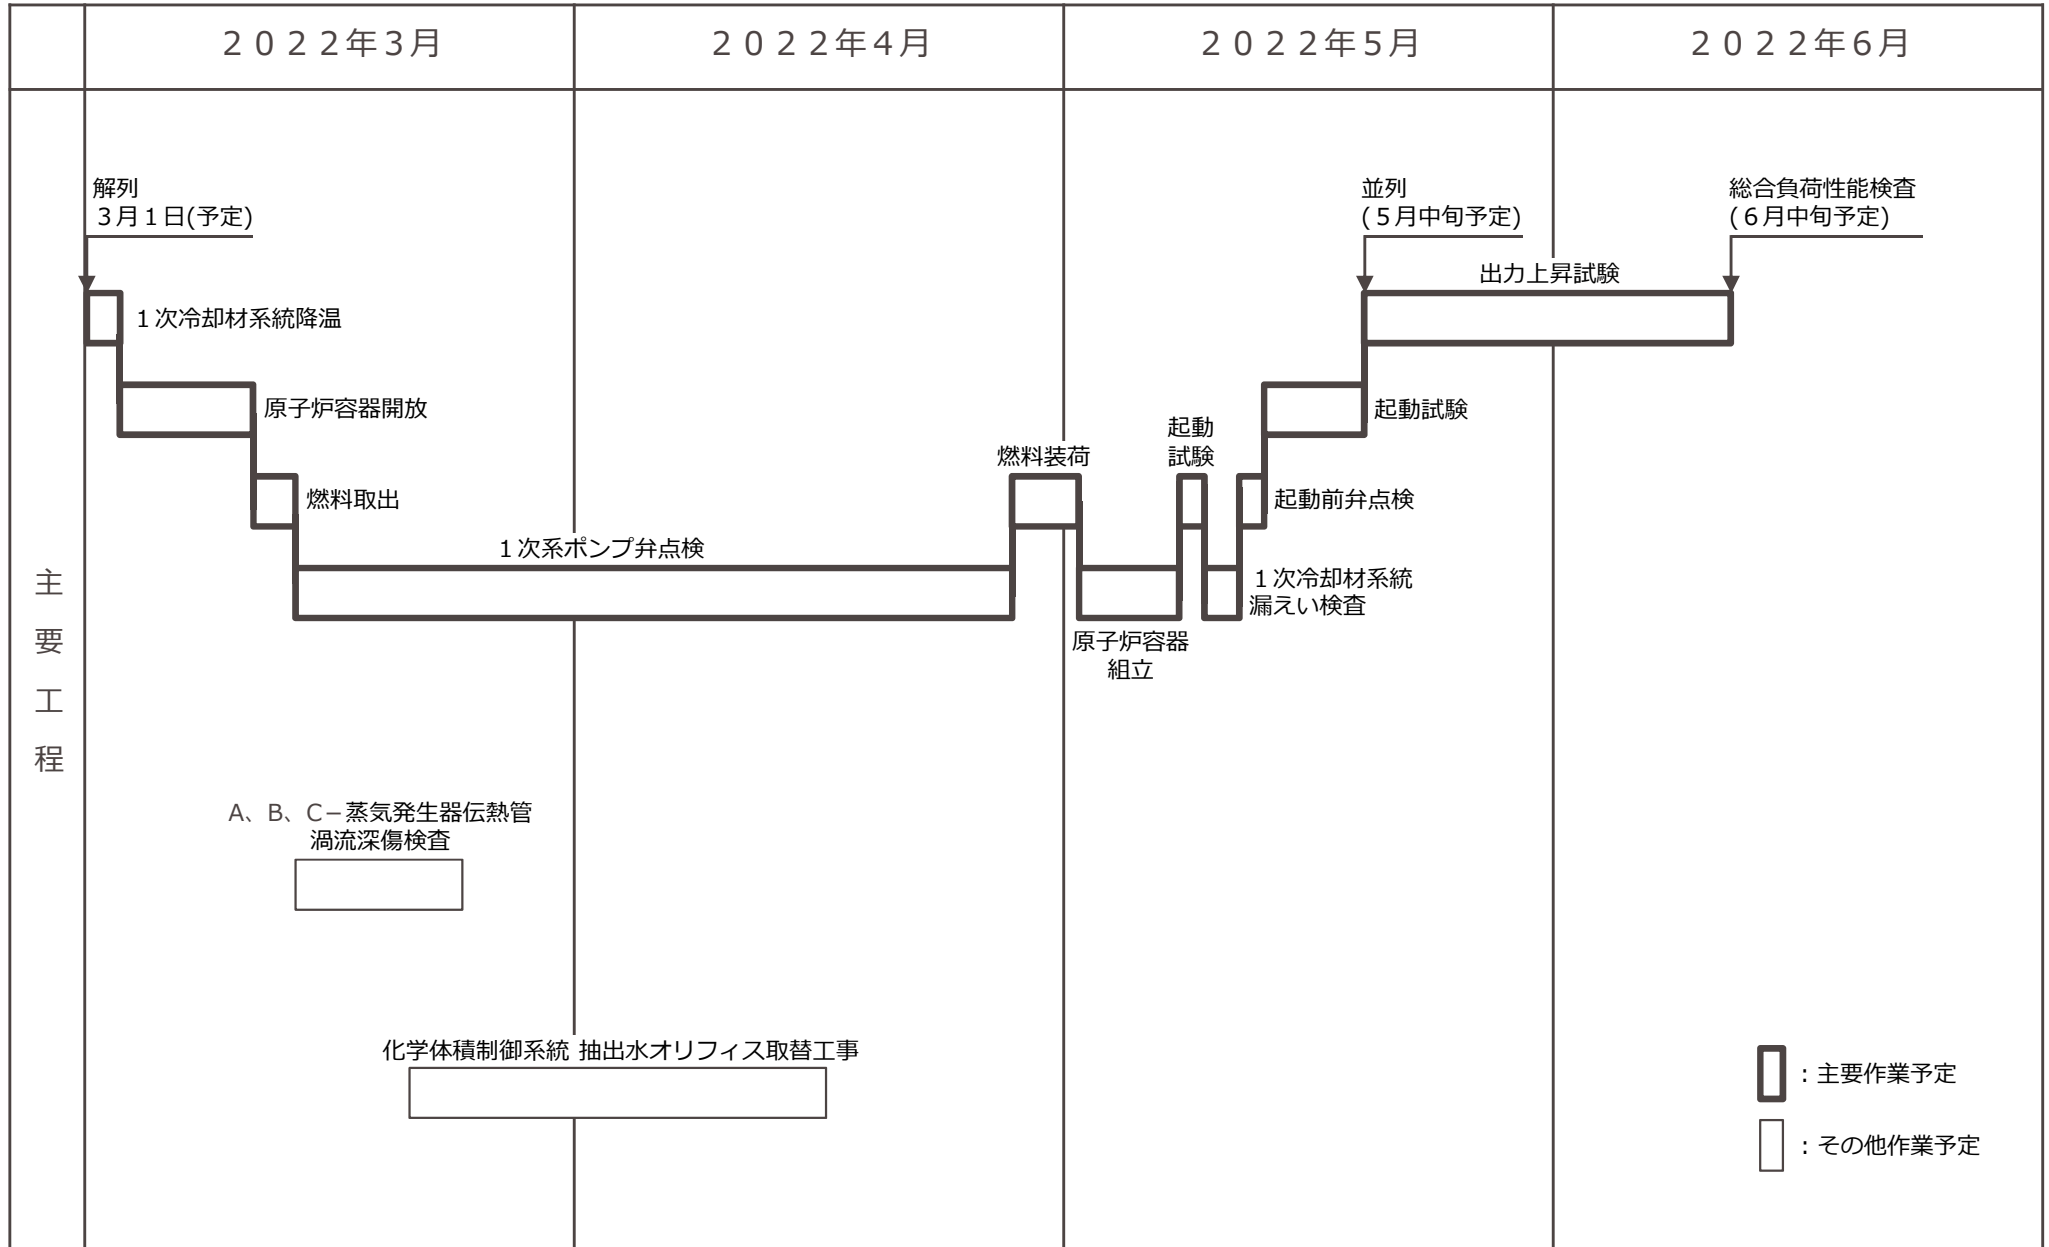 ２０２２年３月
２０２２年４月
２０２２年５月
２０２２年６月
主要工程
解列
３月１日(予定)
並列
(５月中旬予定)
総合負荷性能検査
(６月中旬予定)
出力上昇試験
１次冷却材系統降温
原子炉容器開放
起動試験
起動
試験
燃料装荷
燃料取出
起動前弁点検
１次系ポンプ弁点検
１次冷却材系統
漏えい検査
原子炉容器
組立
A、B、C－蒸気発生器伝熱管
渦流深傷検査
化学体積制御系統 抽出水オリフィス取替工事
：主要作業予定
：その他作業予定